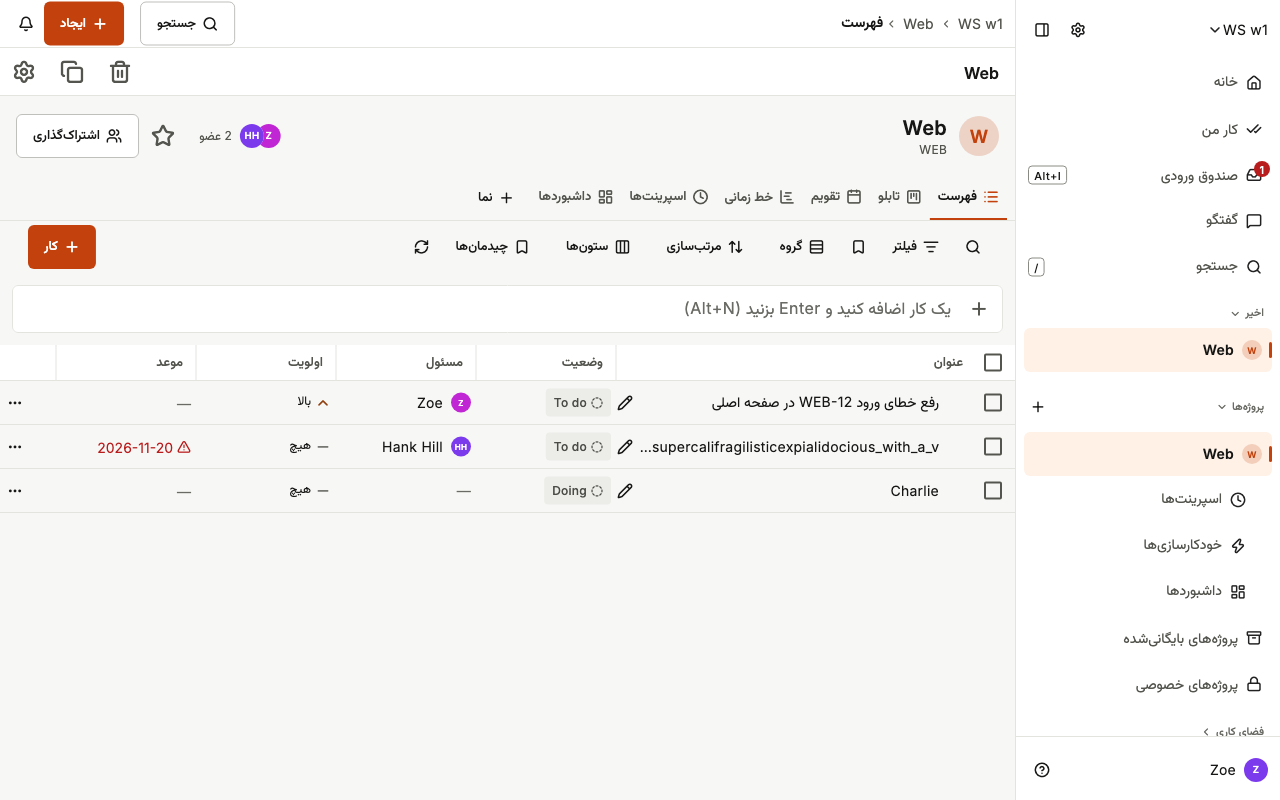 WS w1
خانه
کار من
صندوق ورودی
1
Alt+I
گفتگو
جستجو
/
اخیر
W Web
پروژه‌ها
W Web
اسپرینت‌ها
خودکارسازی‌ها
داشبوردها
پروژه‌های بایگانی‌شده
پروژه‌های خصوصی
فضای کاری
Z Zoe
WS w1 › Web › فهرست
جستجو
ایجاد
Web
W
Web
WEB
Z HH
2 عضو
اشتراک‌گذاری
فهرست
تابلو
تقویم
خط زمانی
اسپرینت‌ها
داشبوردها
نما
فیلتر
گروه
مرتب‌سازی
ستون‌ها
چیدمان‌ها
کار
یک کار اضافه کنید و Enter بزنید (Alt+N)
عنوان وضعیت مسئول اولویت موعد
رفع خطای ورود WEB-12 در صفحه اصلی To do Z Zoe بالا —
...supercalifragilisticexpialidocious_with_a_v To do HH Hank Hill هیچ 2026-11-20
Charlie Doing — هیچ —